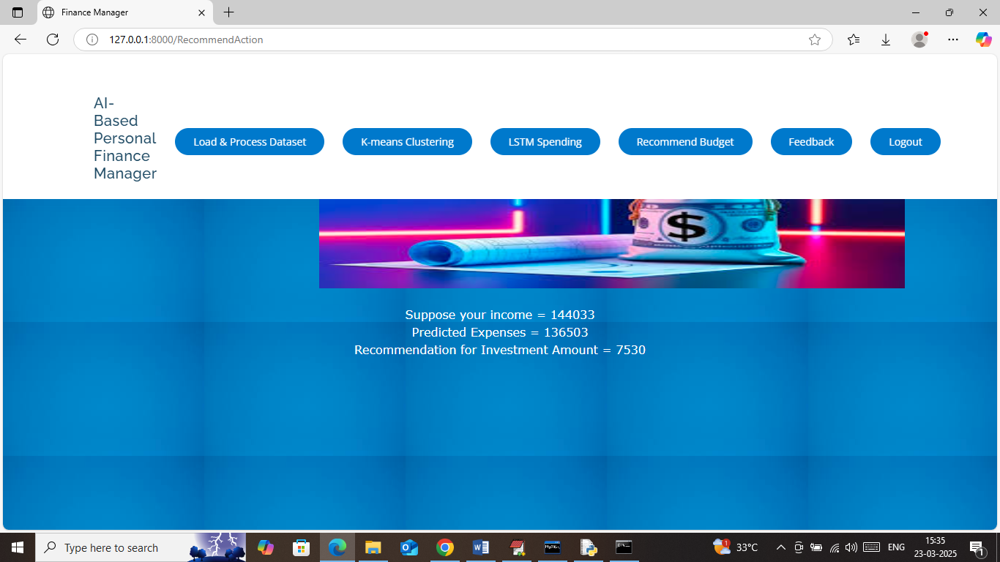 Finance Manager
127.0.0.1:8000/RecommendAction
AI-
Based
Personal
Finance
Manager
Load & Process Dataset
K-means Clustering
LSTM Spending
Recommend Budget
Feedback
Logout
$
Suppose your income = 144033
Predicted Expenses = 136503
Recommendation for Investment Amount = 7530
Type here to search
1
33°C
ENG
15:35
23-03-2025
1